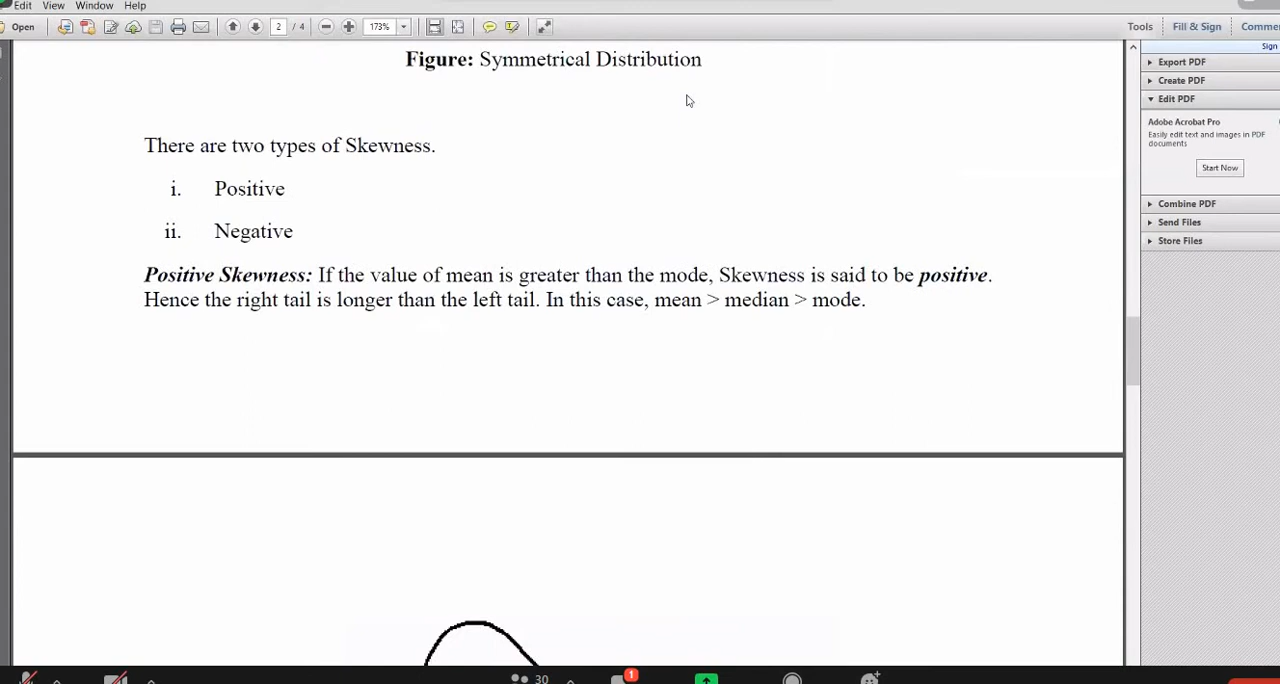 Edit View Window Help
Open 2 / 4 173% Tools Fill & Sign
Sign
Export PDF
Create PDF
Edit PDF
Adobe Acrobat Pro
Easily edit text and images in PDF
documents
Start Now
Combine PDF
Send Files
Store Files
Figure: Symmetrical Distribution
There are two types of Skewness.
i. Positive
ii. Negative
Positive Skewness: If the value of mean is greater than the mode, Skewness is said to be positive.
Hence the right tail is longer than the left tail. In this case, mean > median > mode.
30 1